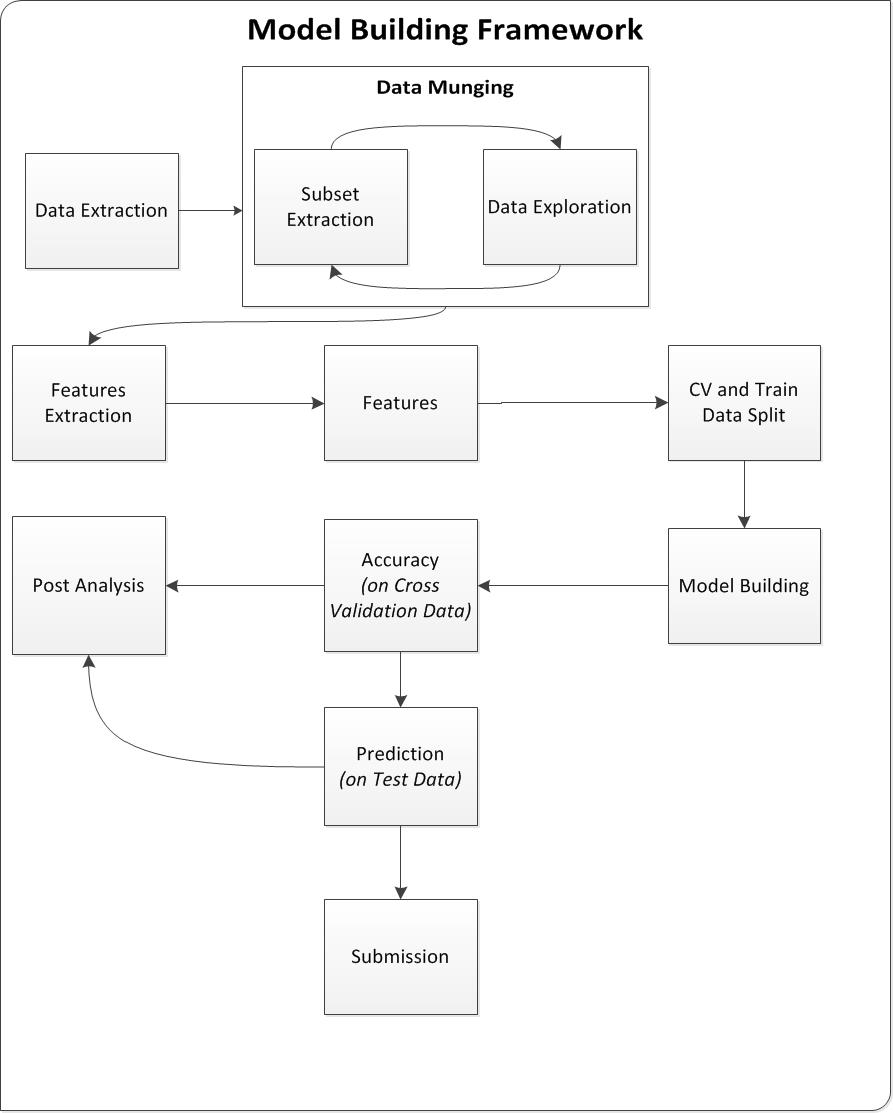 Model Building Framework
Data Munging
Data Extraction
Subset
Extraction
Data Exploration
Features
Extraction
Features
CV and Train
Data Split
Post Analysis
Accuracy
(on Cross
Validation Data)
Model Building
Prediction
(on Test Data)
Submission